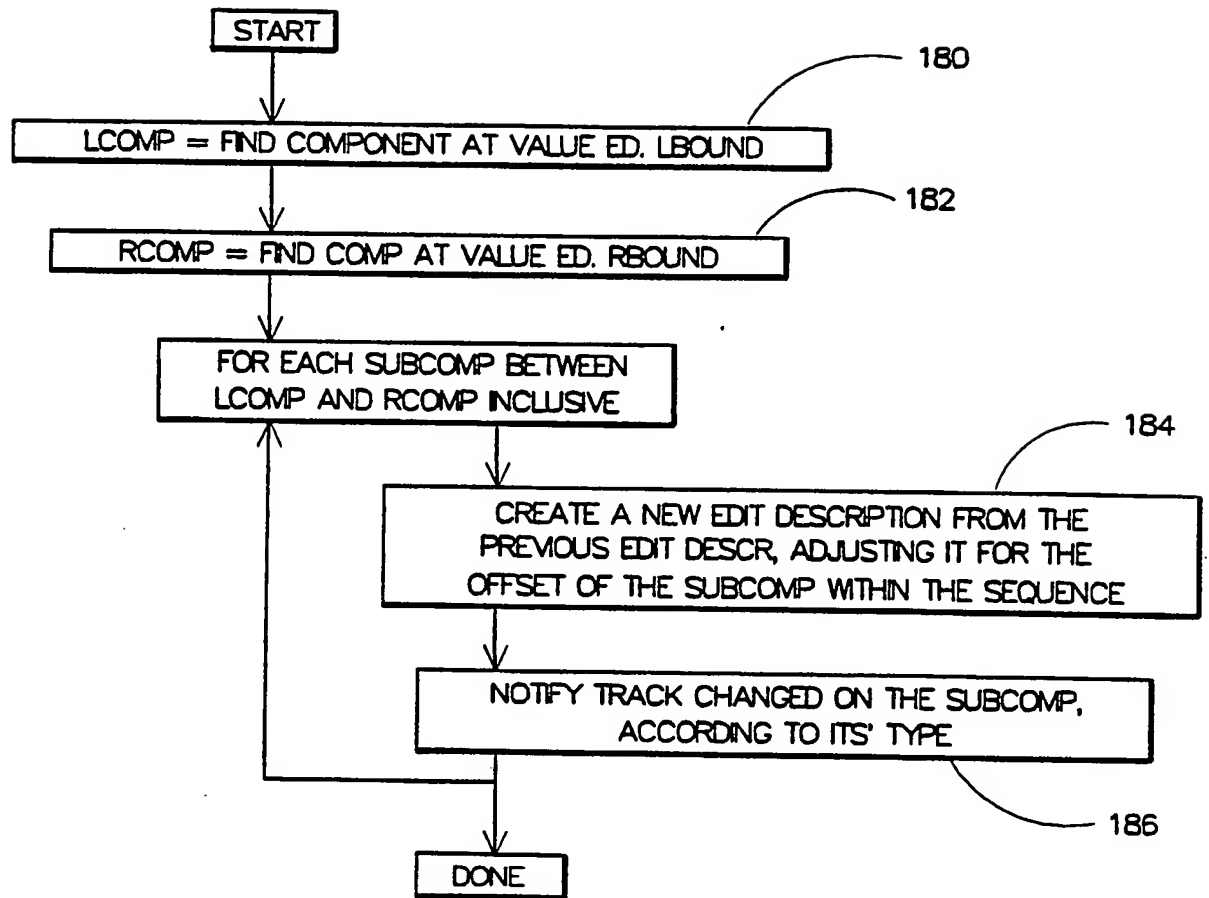 START
180
LCOMP = FIND COMPONENT AT VALUE ED. LBOUND
182
RCOMP = FIND COMP AT VALUE ED. RBOUND
FOR EACH SUBCOMP BETWEEN
LCOMP AND RCOMP INCLUSIVE
184
CREATE A NEW EDIT DESCRIPTION FROM THE
PREVIOUS EDIT DESCR, ADJUSTING IT FOR THE
OFFSET OF THE SUBCOMP WITHIN THE SEQUENCE
NOTIFY TRACK CHANGED ON THE SUBCOMP,
ACCORDING TO ITS' TYPE
186
DONE